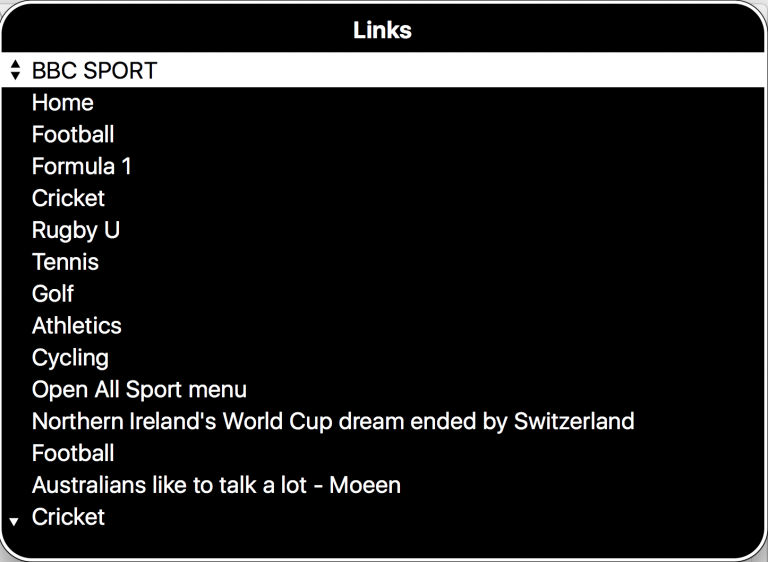 Links
BBC SPORT
Home
Football
Formula 1
Cricket
Rugby U
Tennis
Golf
Athletics
Cycling
Open All Sport menu
Northern Ireland's World Cup dream ended by Switzerland
Football
Australians like to talk a lot - Moeen
Cricket